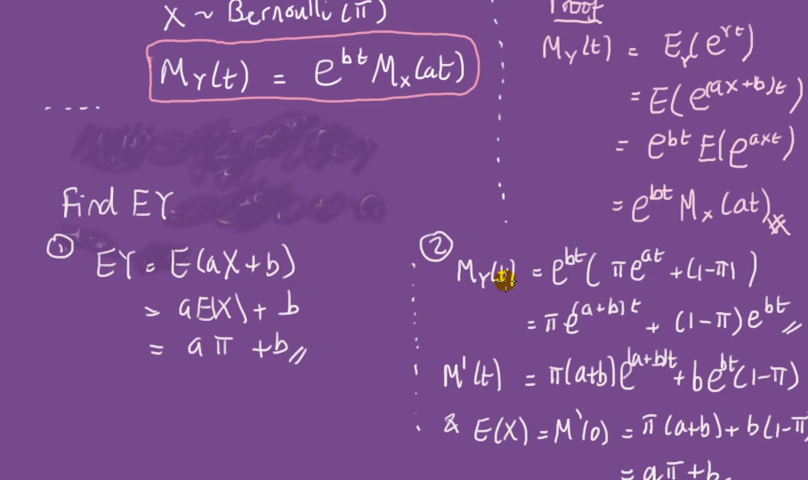 X ~ Bernoulli(π)
M_Y(t) = e^{bt} M_X(at)
Find EY
① EY = E(aX+b)
= aE(X) + b
= aπ + b //
Proof
M_Y(t) = E_Y(e^{Yt})
= E(e^{(aX+b)t})
= e^{bt} E(e^{aXt})
= e^{bt} M_X(at)
② M_Y(t) = e^{bt}(πe^{at} + (1-π))
= πe^{(a+b)t} + (1-π)e^{bt} //
M'(t) = π(a+b)e^{(a+b)t} + be^{bt}(1-π)
& E(X) = M'(0) = π(a+b) + b(1-π
= aπ + b